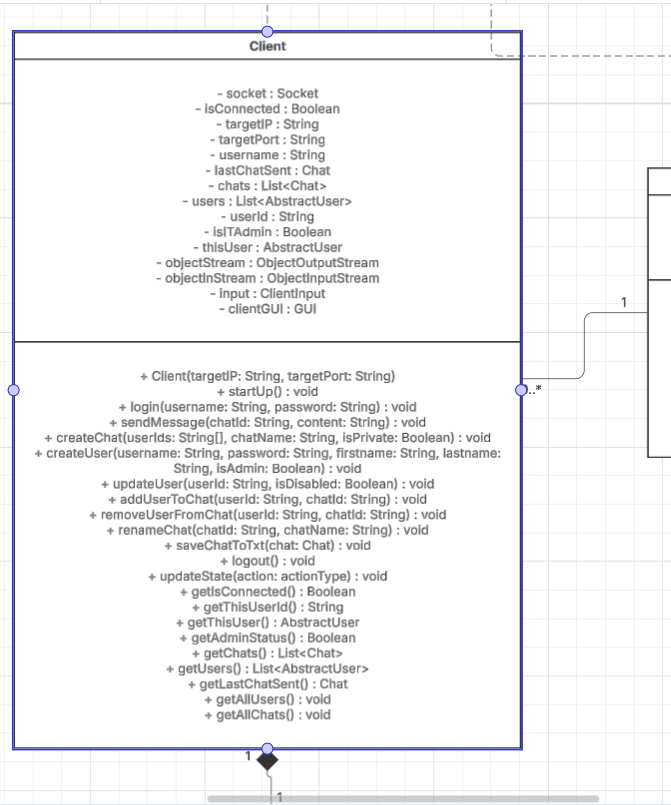 Client
- socket : Socket
- isConnected : Boolean
- targetIP : String
- targetPort : String
- username : String
- lastChatSent : Chat
- chats : List<Chat>
- users : List<AbstractUser>
- userId : String
- isITAdmin : Boolean
- thisUser : AbstractUser
- objectStream : ObjectOutputStream
- objectInStream : ObjectInputStream
- input : ClientInput
- clientGUI : GUI
1
+ Client(targetIP: String, targetPort: String)
+ startUp() : void
..*
+ login(username: String, password: String) : void
+ sendMessage(chatId: String, content: String) : void
+ createChat(userIds: String[], chatName: String, isPrivate: Boolean) : void
+ createUser(username: String, password: String, firstname: String, lastname:
String, isAdmin: Boolean) : void
+ updateUser(userId: String, isDisabled: Boolean) : void
+ addUserToChat(userId: String, chatId: String) : void
+ removeUserFromChat(userId: String, chatId: String) : void
+ renameChat(chatId: String, chatName: String) : void
+ saveChatToTxt(chat: Chat) : void
+ logout() : void
+ updateState(action: actionType) : void
+ getIsConnected() : Boolean
+ getThisUserId() : String
+ getThisUser() : AbstractUser
+ getAdminStatus() : Boolean
+ getChats() : List<Chat>
+ getUsers() : List<AbstractUser>
+ getLastChatSent() : Chat
+ getAllUsers() : void
+ getAllChats() : void
1
1